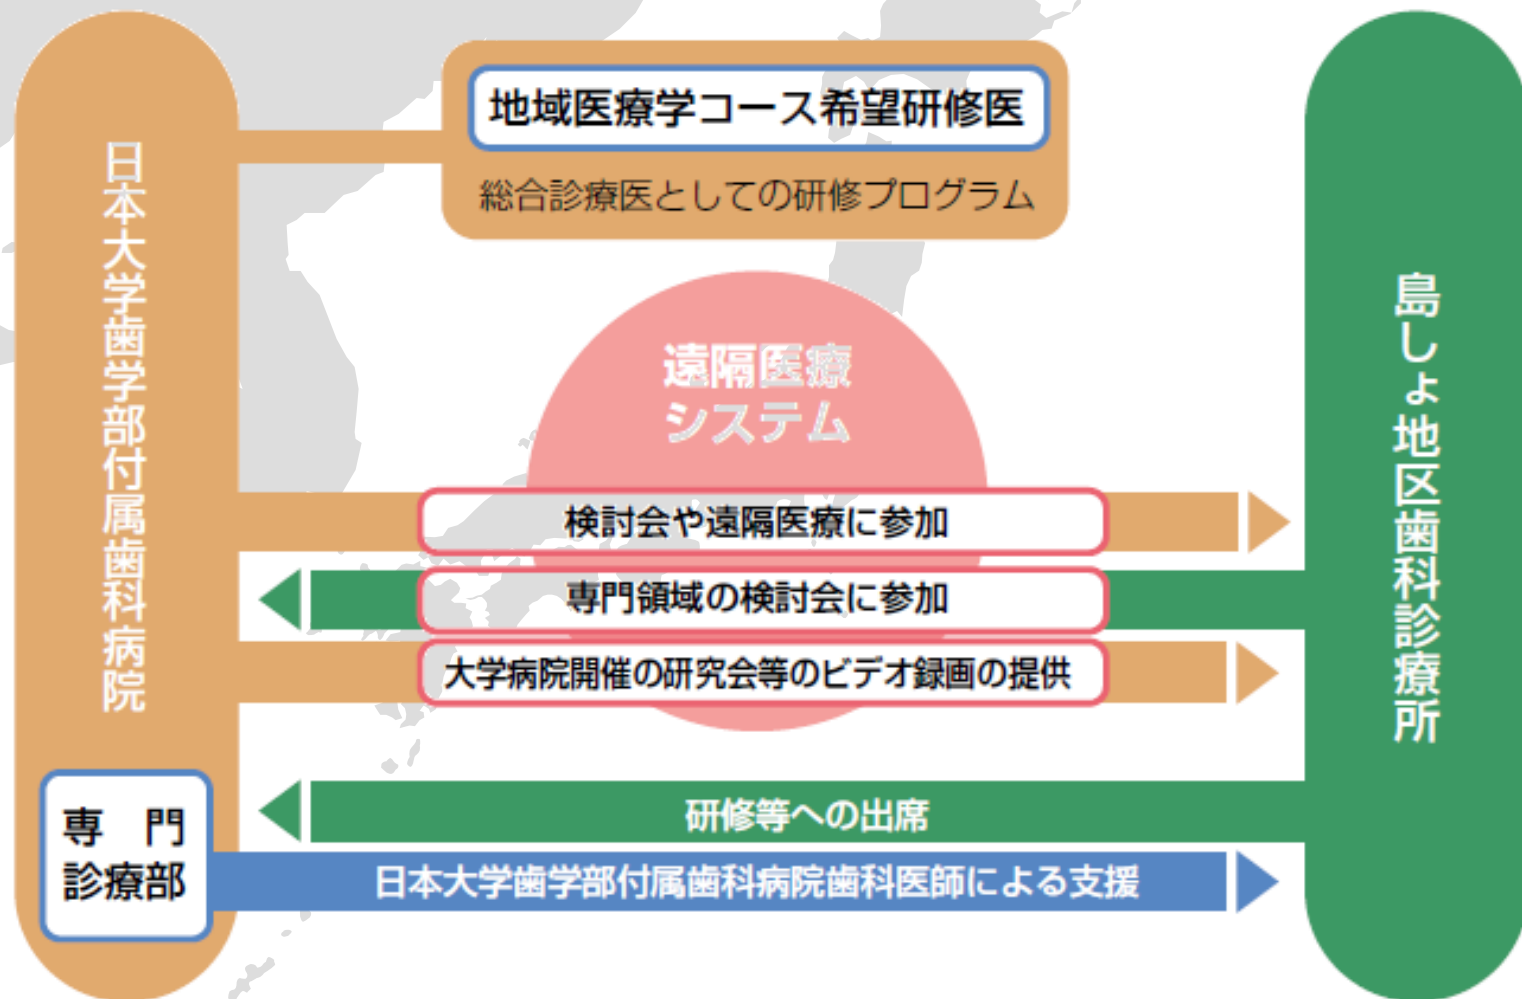 日本大学歯学部付属歯科病院
地域医療学コース希望研修医
総合診療医としての研修プログラム
遠隔医療
システム
検討会や遠隔医療に参加
専門領域の検討会に参加
大学病院開催の研究会等のビデオ録画の提供
研修等への出席
専 門
診療部
日本大学歯学部付属歯科病院歯科医師による支援
島しょ地区歯科診療所